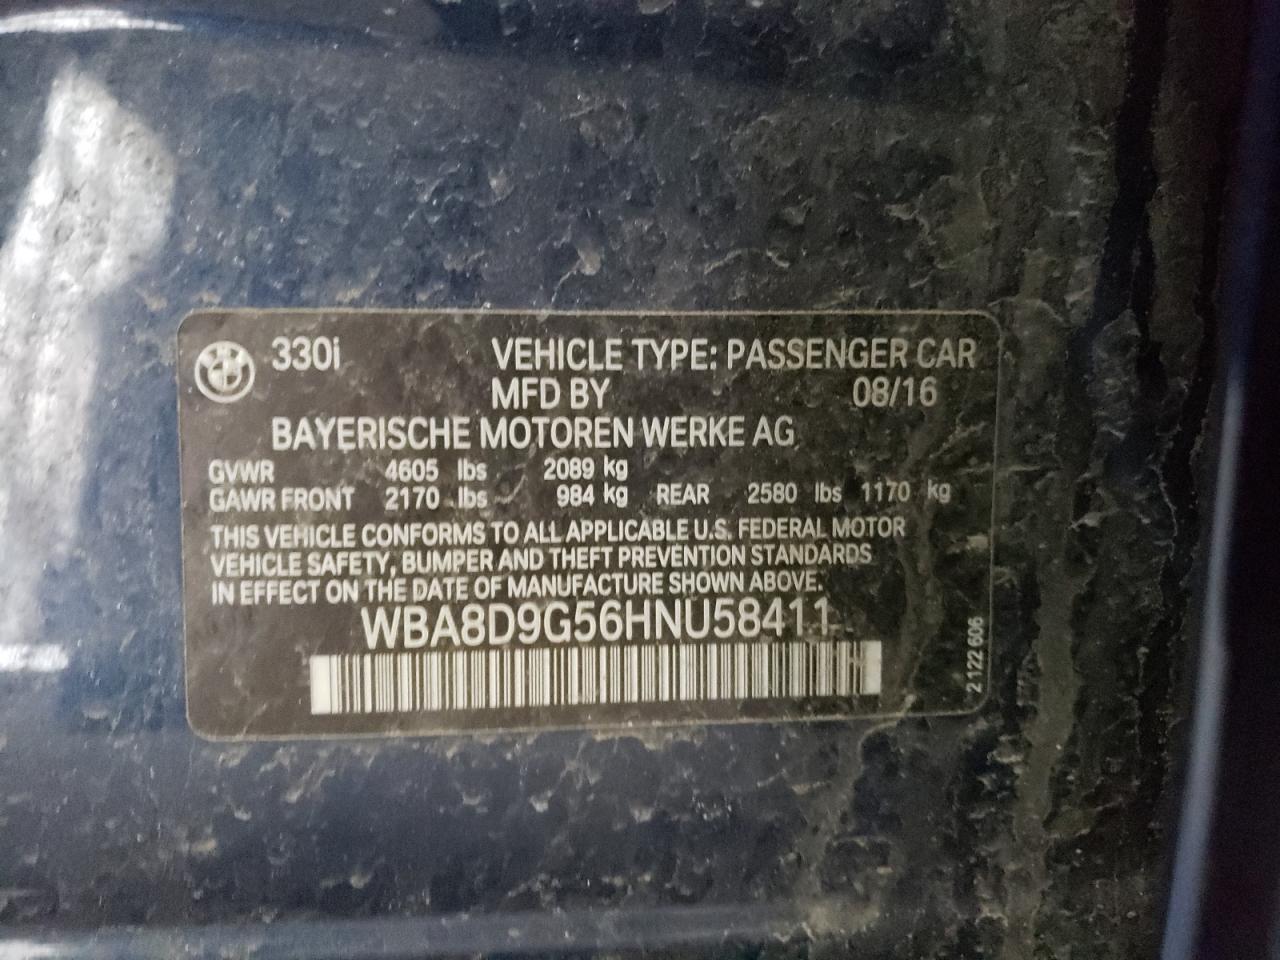 330i VEHICLE TYPE: PASSENGER CAR
MFD BY 08/16
BAYERISCHE MOTOREN WERKE AG
GVWR 4605 lbs 2089 kg
GAWR FRONT 2170 lbs 984 kg REAR 2580 lbs 1170 kg
THIS VEHICLE CONFORMS TO ALL APPLICABLE U.S. FEDERAL MOTOR
VEHICLE SAFETY, BUMPER AND THEFT PREVENTION STANDARDS
IN EFFECT ON THE DATE OF MANUFACTURE SHOWN ABOVE.
WBA8D9G56HNU58411
2 122 606